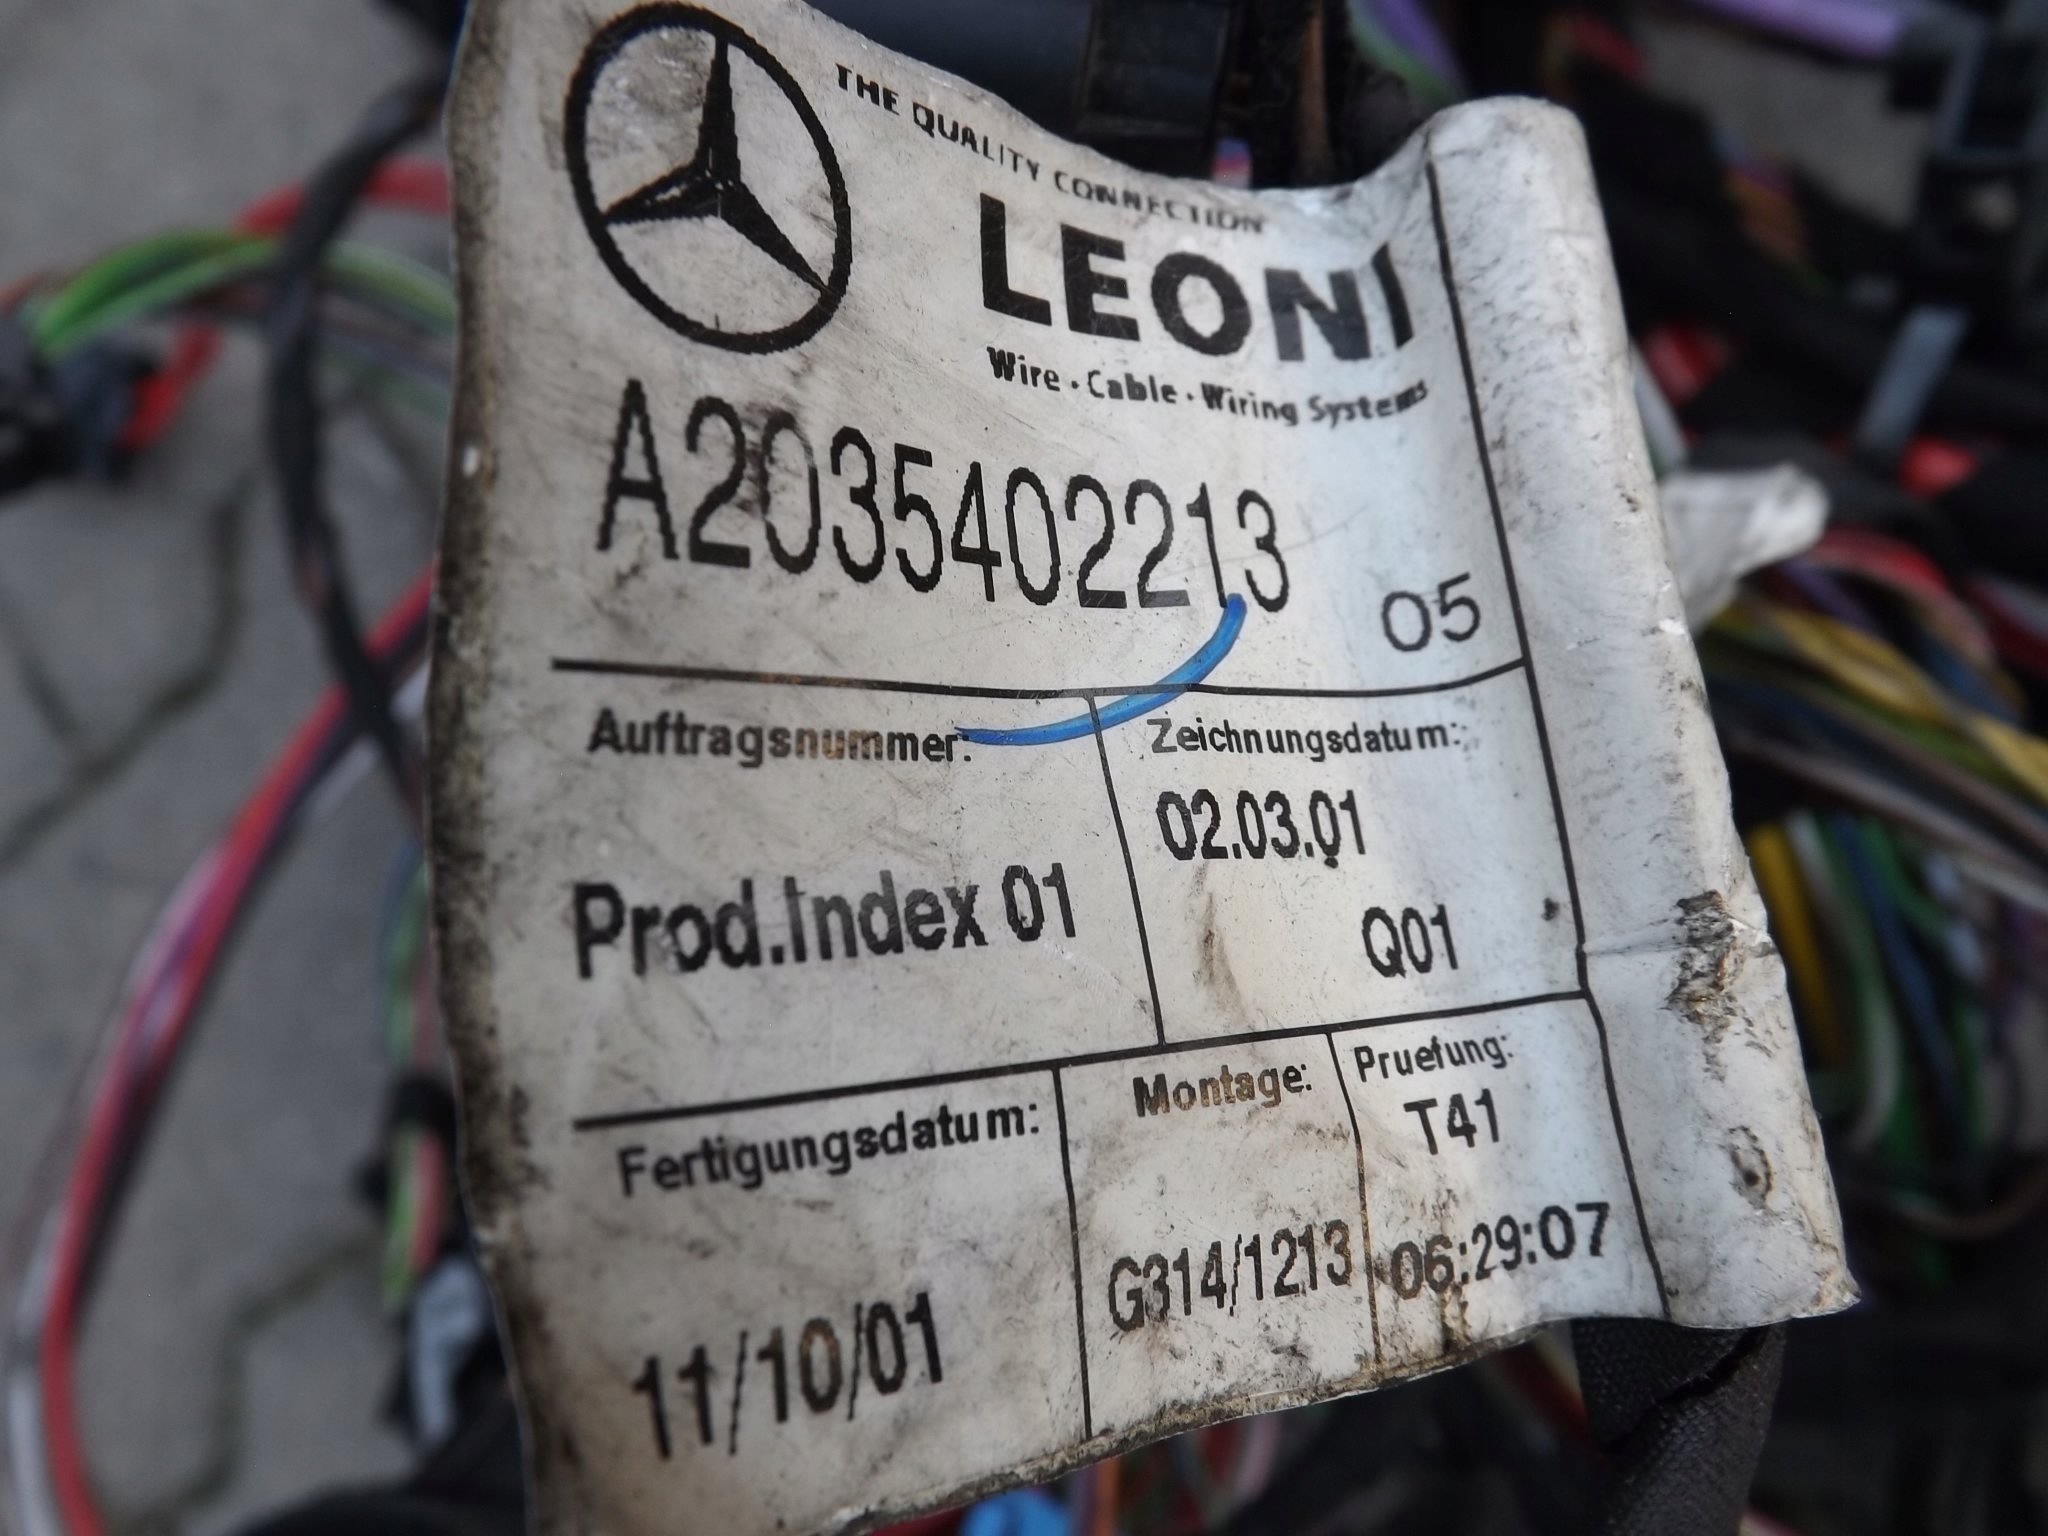 THE QUALITY CONNECTION
LEONI
Wire · Cable · Wiring Systems
A2035402213
05
Auftragsnummer:
Zeichnungsdatum:
02.03.01
Prod.Index 01
Q01
Fertigungsdatum:
Montage:
Pruefung:
T41
11/10/01
G314/1213
06:29:07